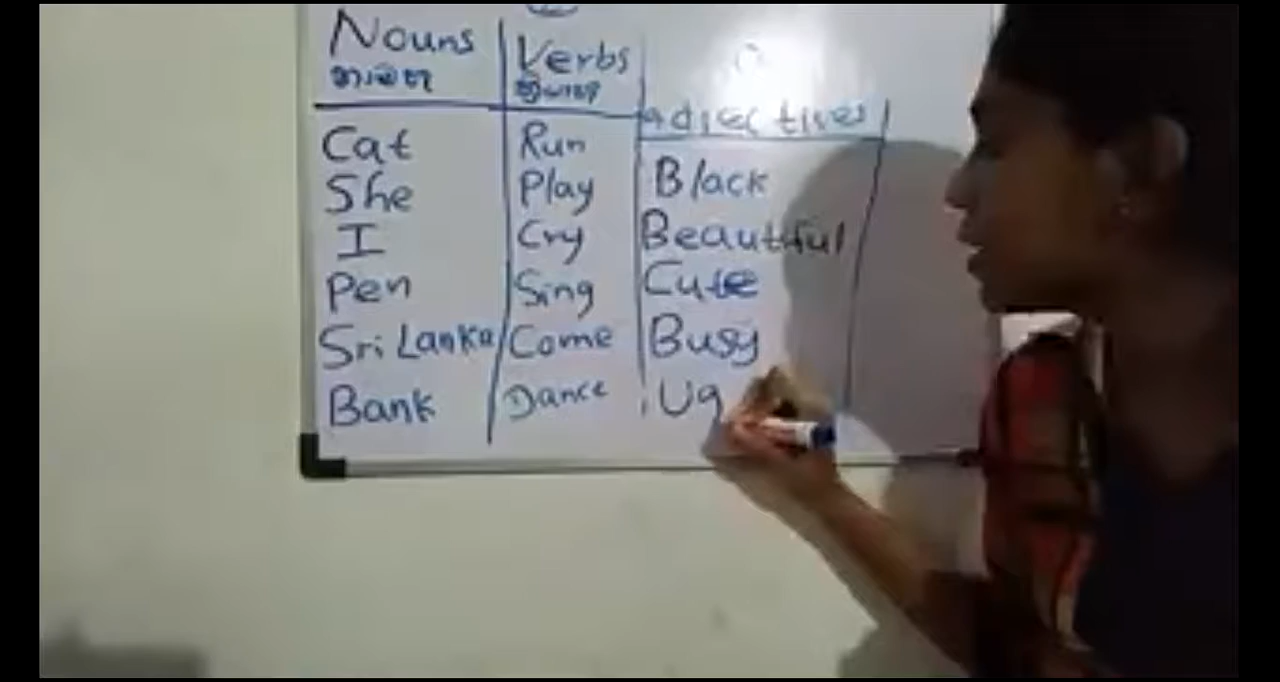 Nouns Verbs
adjectives
Cat Run Black
She Play Beautiful
I Cry Cute
Pen Sing Busy
Sri Lanka Come Ug
Bank Dance